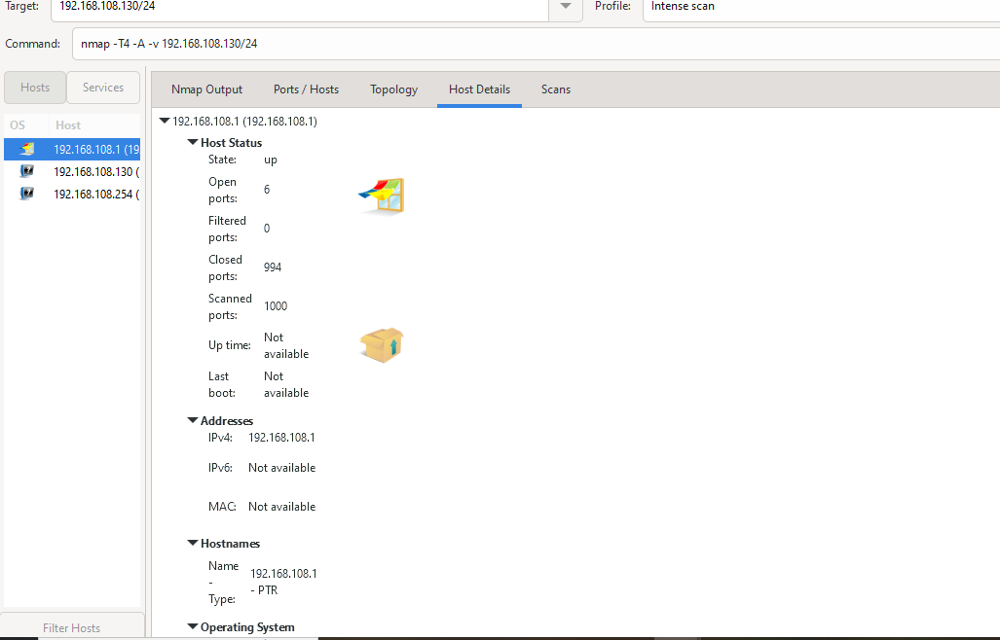 Target: 192.168.108.130/24 Profile: Intense scan
Command: nmap -T4 -A -v 192.168.108.130/24
Hosts Services
Nmap Output Ports / Hosts Topology Host Details Scans
OS Host
192.168.108.1 (19
192.168.108.130 (
192.168.108.254 (
192.168.108.1 (192.168.108.1)
Host Status
State: up
Open
ports: 6
Filtered
ports: 0
Closed
ports: 994
Scanned
ports: 1000
Up time: Not
available
Last
boot: Not
available
Addresses
IPv4: 192.168.108.1
IPv6: Not available
MAC: Not available
Hostnames
Name
-
Type: 192.168.108.1
- PTR
Operating System
Filter Hosts